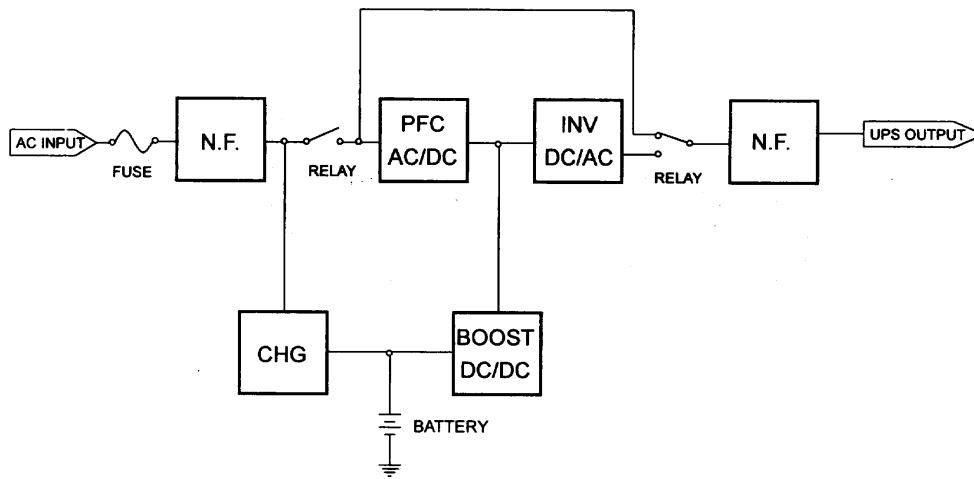 AC INPUT
FUSE
N.F.
RELAY
PFC
AC/DC
INV
DC/AC
RELAY
N.F.
UPS OUTPUT
CHG
BOOST
DC/DC
BATTERY